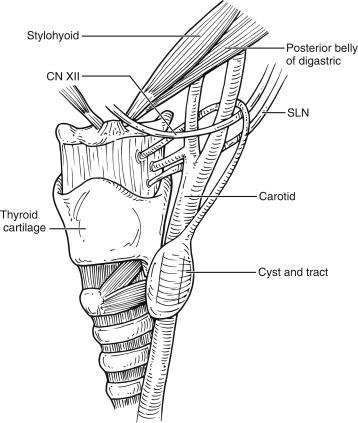 Stylohyoid
Posterior belly
of digastric
CN XII
SLN
Carotid
Thyroid
cartilage
Cyst and tract